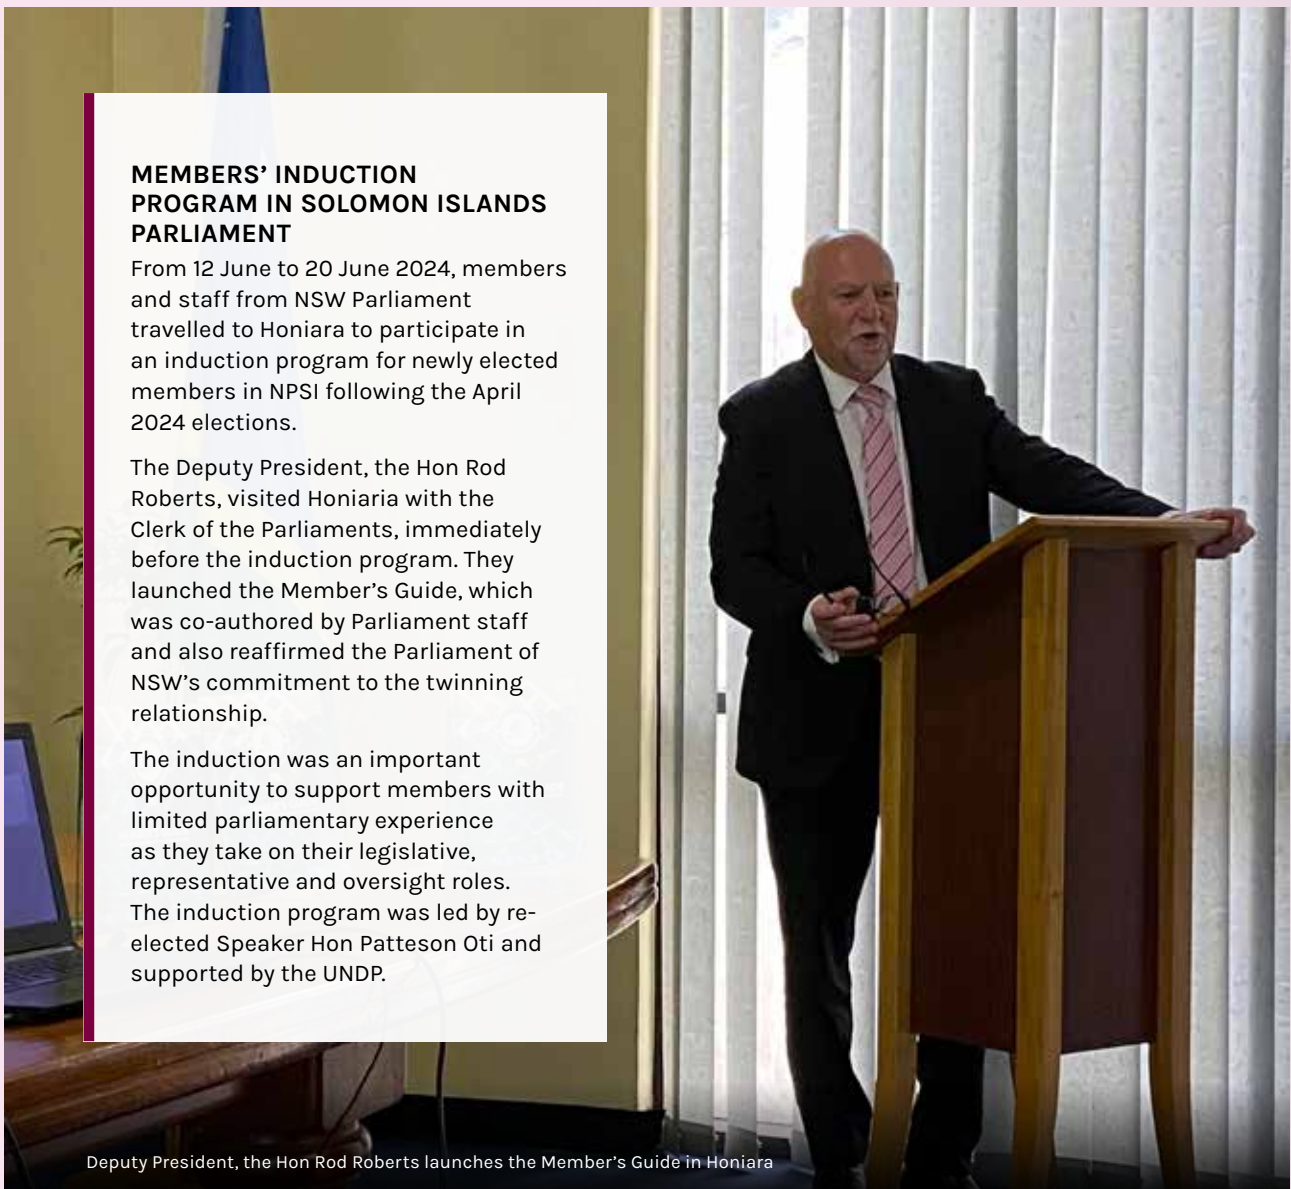 MEMBERS’ INDUCTION
PROGRAM IN SOLOMON ISLANDS
PARLIAMENT
From 12 June to 20 June 2024, members
and staff from NSW Parliament
travelled to Honiara to participate in
an induction program for newly elected
members in NPSI following the April
2024 elections.
The Deputy President, the Hon Rod
Roberts, visited Honiaria with the
Clerk of the Parliaments, immediately
before the induction program. They
launched the Member’s Guide, which
was co-authored by Parliament staff
and also reaffirmed the Parliament of
NSW’s commitment to the twinning
relationship.
The induction was an important
opportunity to support members with
limited parliamentary experience
as they take on their legislative,
representative and oversight roles.
The induction program was led by re-
elected Speaker Hon Patteson Oti and
supported by the UNDP.
Deputy President, the Hon Rod Roberts launches the Member’s Guide in Honiara